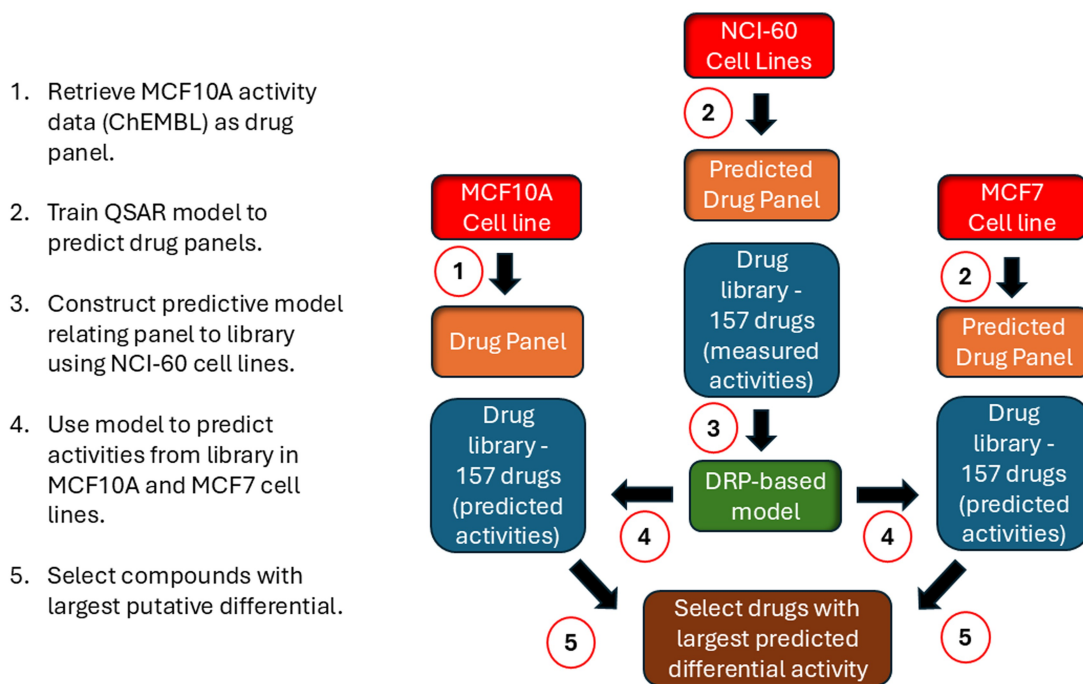 1. Retrieve MCF10A activity
data (ChEMBL) as drug
panel.
2. Train QSAR model to
predict drug panels.
3. Construct predictive model
relating panel to library
using NCI-60 cell lines.
4. Use model to predict
activities from library in
MCF10A and MCF7 cell
lines.
5. Select compounds with
largest putative differential.
NCI-60
Cell Lines
2
Predicted
Drug Panel
Drug
library -
157 drugs
(measured
activities)
3
DRP-based
model
MCF10A
Cell line
1
Drug Panel
Drug
library -
157 drugs
(predicted
activities)
4
MCF7
Cell line
2
Predicted
Drug Panel
Drug
library -
157 drugs
(predicted
activities)
4
5
Select drugs with
largest predicted
differential activity
5